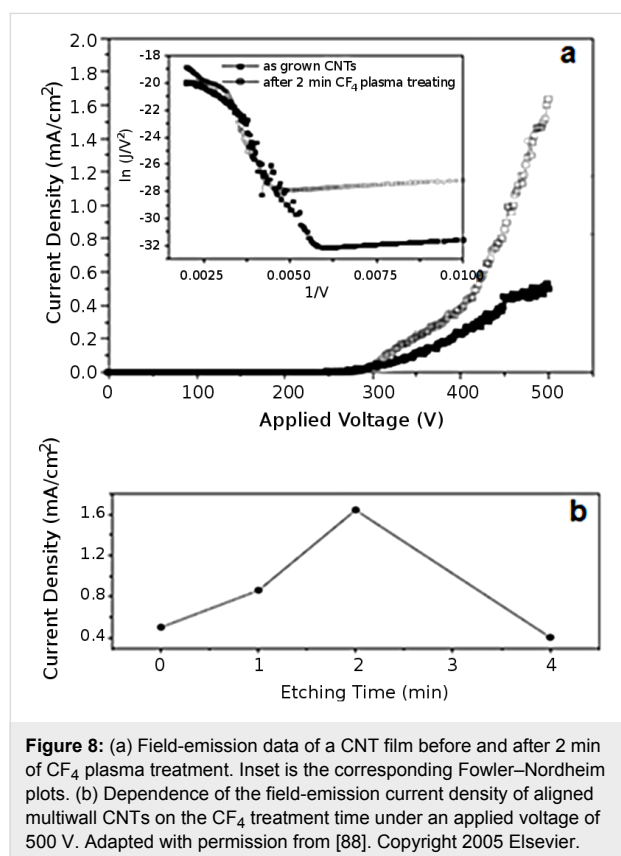 2.0
1.8
1.6
1.4
1.2
1.0
0.8
0.6
0.4
0.2
0.0
Current Density (mA/cm²)
a
-18
-20
-22
-24
-26
-28
-30
-32
ln (J/V²)
as grown CNTs
after 2 min CF₄ plasma treating
0.0025 0.0050 0.0075 0.0100
1/V
0 100 200 300 400 500
Applied Voltage (V)
Current Density (mA/cm²)
b
1.6
1.2
0.8
0.4
0 1 2 3 4
Etching Time (min)
Figure 8: (a) Field-emission data of a CNT film before and after 2 min
of CF₄ plasma treatment. Inset is the corresponding Fowler–Nordheim
plots. (b) Dependence of the field-emission current density of aligned
multiwall CNTs on the CF₄ treatment time under an applied voltage of
500 V. Adapted with permission from [88]. Copyright 2005 Elsevier.